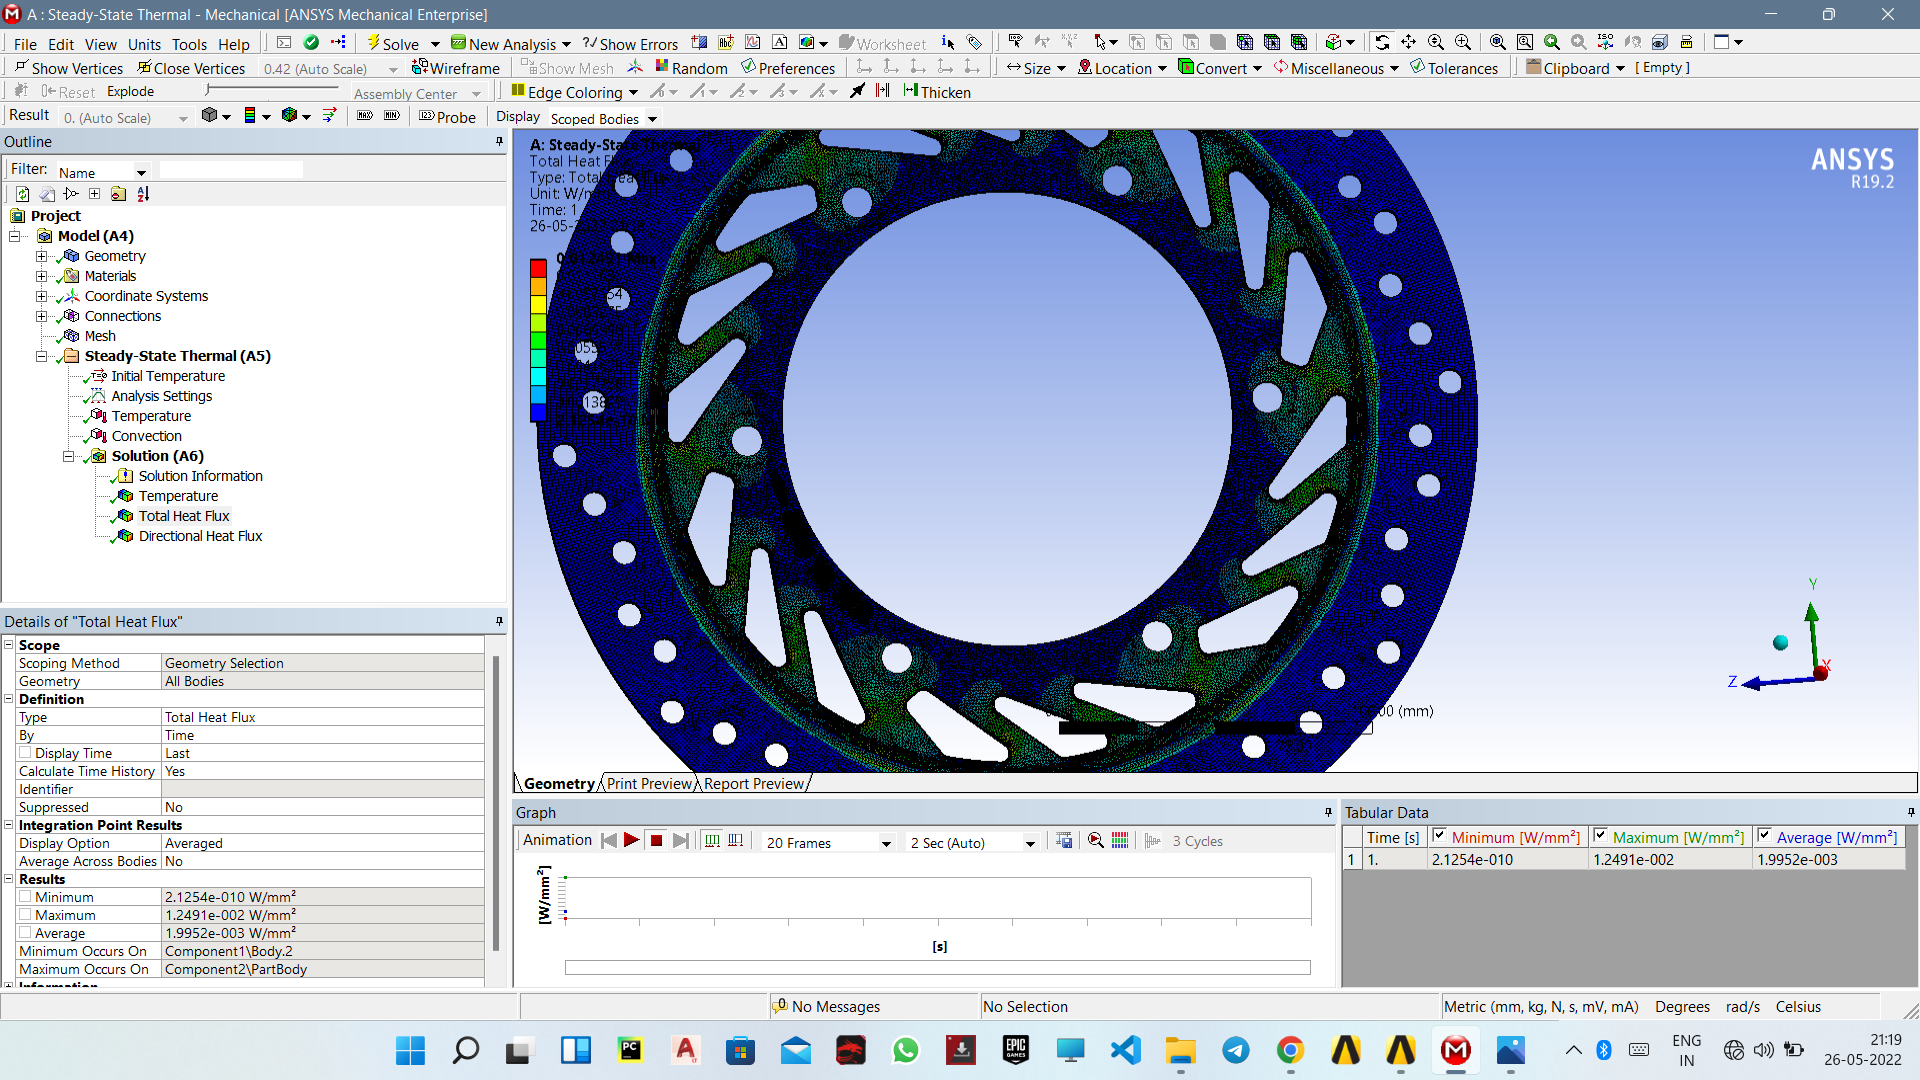 A : Steady-State Thermal - Mechanical [ANSYS Mechanical Enterprise]
File Edit View Units Tools Help Solve New Analysis Show Errors Worksheet
Show Vertices Close Vertices 0.42 (Auto Scale) Wireframe Show Mesh Random Preferences Size Location Convert Miscellaneous Tolerances Clipboard [ Empty ]
Reset Explode Assembly Center Edge Coloring Thicken
Result 0. (Auto Scale) Probe Display Scoped Bodies
Outline
Filter: Name
Project
Model (A4)
Geometry
Materials
Coordinate Systems
Connections
Mesh
Steady-State Thermal (A5)
Initial Temperature
Analysis Settings
Temperature
Convection
Solution (A6)
Solution Information
Temperature
Total Heat Flux
Directional Heat Flux
Details of "Total Heat Flux"
Scope
Scoping Method Geometry Selection
Geometry All Bodies
Definition
Type Total Heat Flux
By Time
Display Time Last
Calculate Time History Yes
Identifier
Suppressed No
Integration Point Results
Display Option Averaged
Average Across Bodies No
Results
Minimum 2.1254e-010 W/mm²
Maximum 1.2491e-002 W/mm²
Average 1.9952e-003 W/mm²
Minimum Occurs On Component1\Body.2
Maximum Occurs On Component2\PartBody
Information
A: Steady-State Thermal
Total Heat Flux
Type: Total Heat Flux
Time: 1
ANSYS
R19.2
Y
Z
X
(mm)
Geometry Print Preview Report Preview
Graph
Animation 20 Frames 2 Sec (Auto) 3 Cycles
[W/mm²]
[s]
Tabular Data
Time [s] Minimum [W/mm²] Maximum [W/mm²] Average [W/mm²]
1 1. 2.1254e-010 1.2491e-002 1.9952e-003
No Messages No Selection Metric (mm, kg, N, s, mV, mA) Degrees rad/s Celsius
PC
EPIC
GAMES
ENG
IN
21:19
26-05-2022